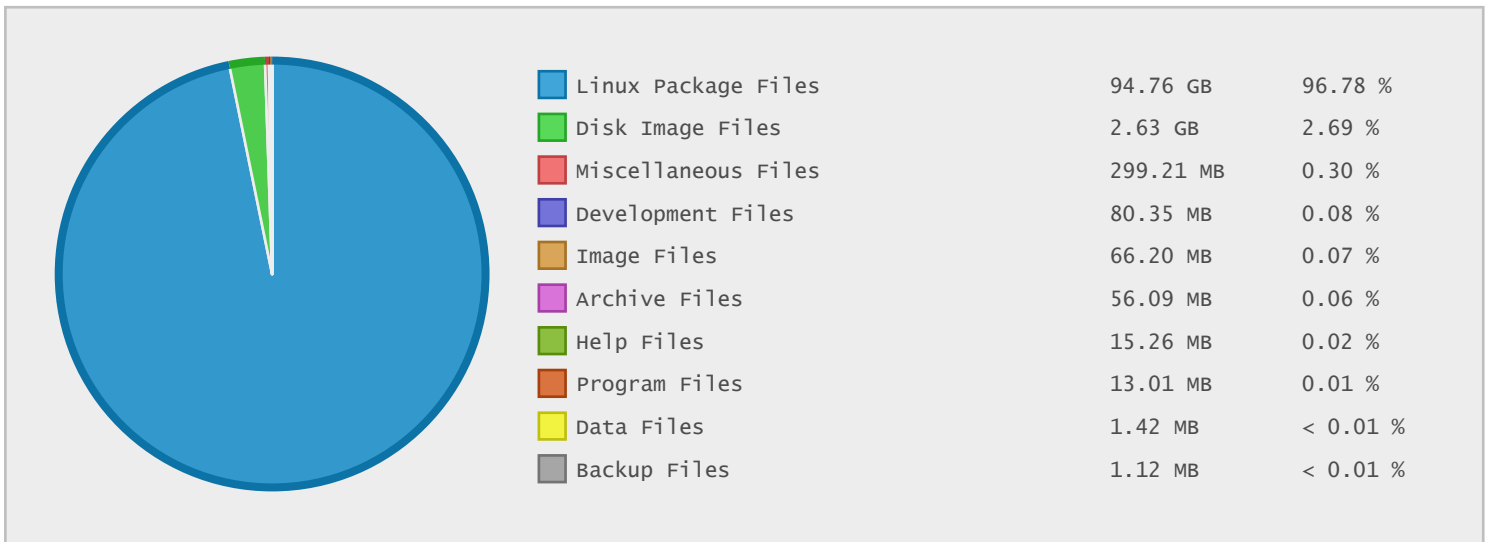 Linux Package Files 94.76 GB 96.78 %
Disk Image Files 2.63 GB 2.69 %
Miscellaneous Files 299.21 MB 0.30 %
Development Files 80.35 MB 0.08 %
Image Files 66.20 MB 0.07 %
Archive Files 56.09 MB 0.06 %
Help Files 15.26 MB 0.02 %
Program Files 13.01 MB 0.01 %
Data Files 1.42 MB < 0.01 %
Backup Files 1.12 MB < 0.01 %